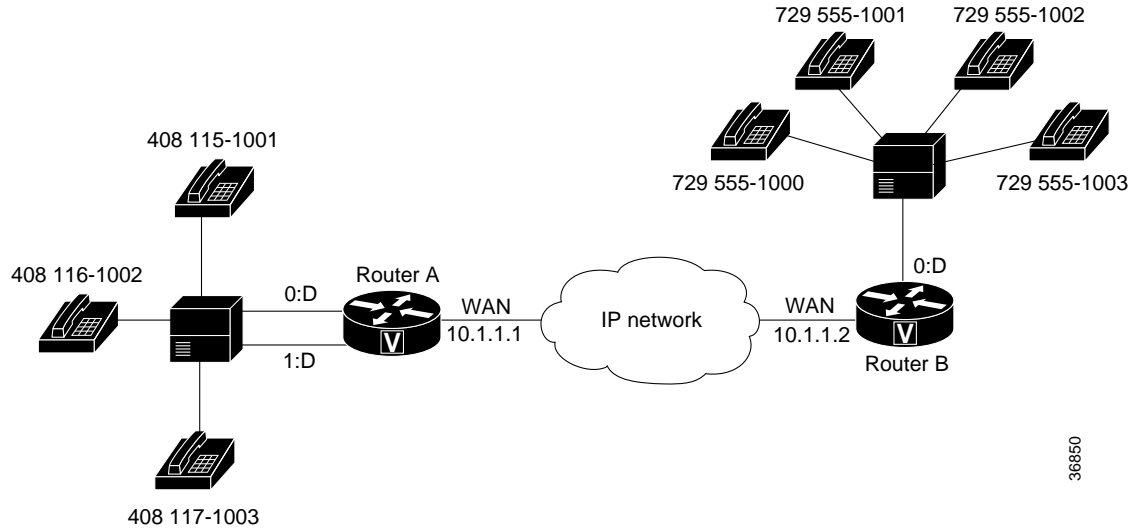 729 555-1001
729 555-1002
408 115-1001
729 555-1000
729 555-1003
408 116-1002
0:D
Router A
WAN
10.1.1.1
V
1:D
IP network
WAN
10.1.1.2
0:D
V
Router B
408 117-1003
36850